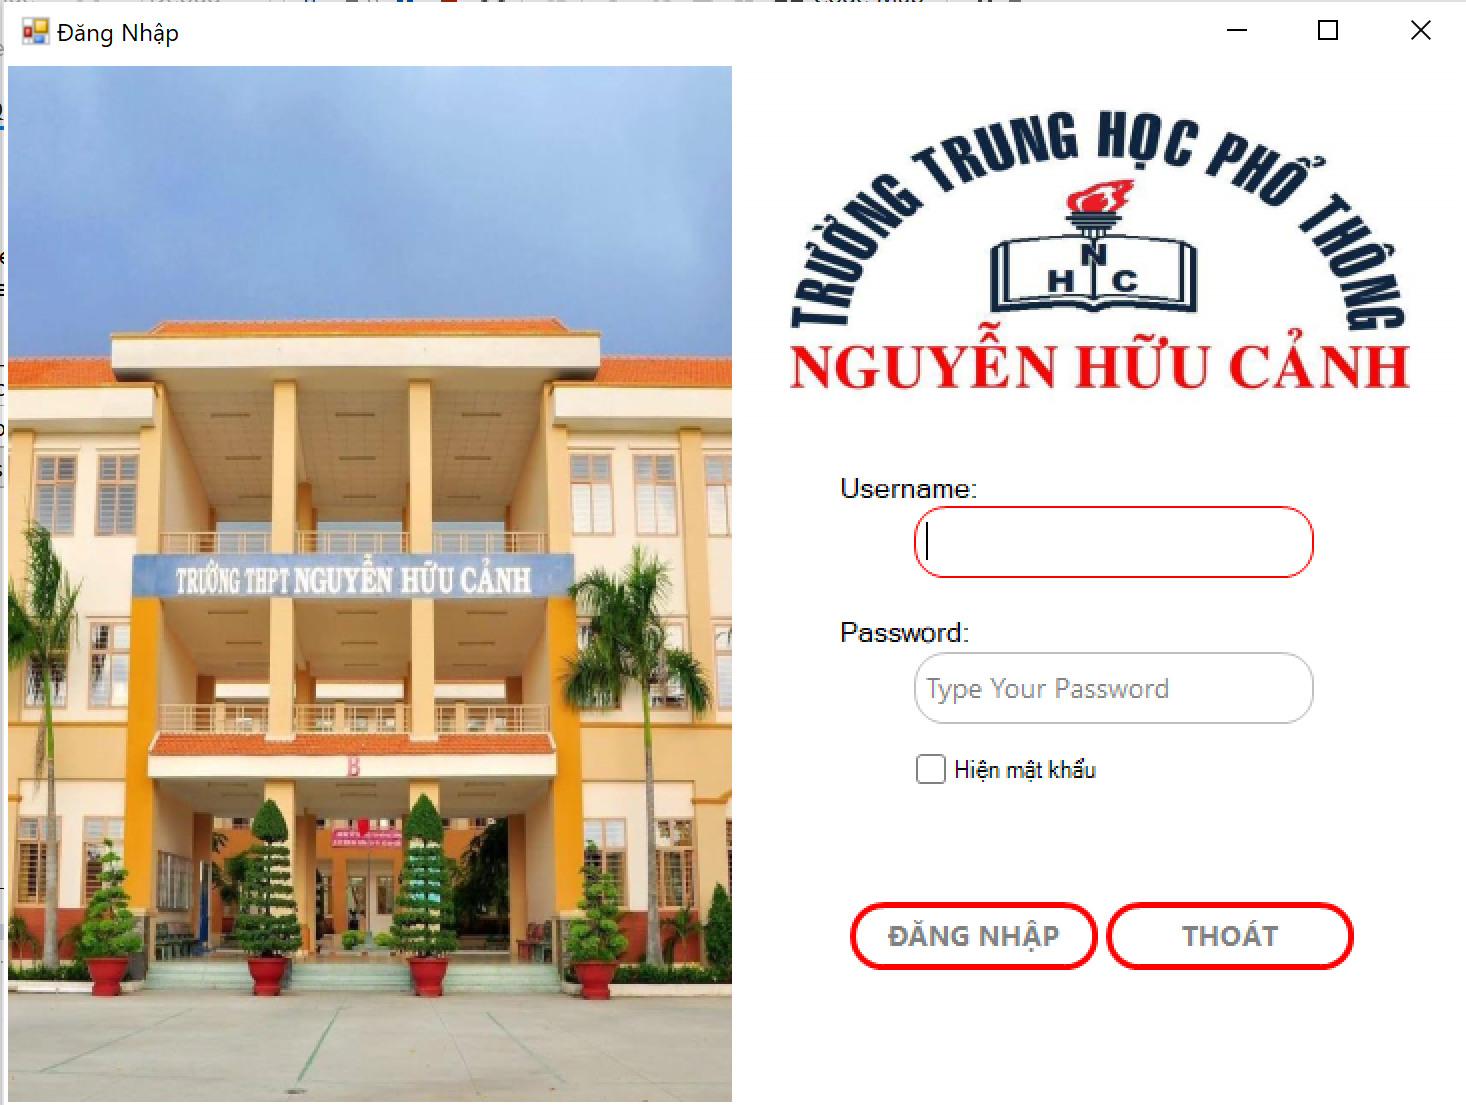 Đăng Nhập
TRƯỜNG TRUNG HỌC PHỔ THÔNG
N
H C
NGUYỄN HỮU CẢNH
TRƯỜNG THPT NGUYỄN HỮU CẢNH
B
Username:
Password:
Type Your Password
Hiện mật khẩu
ĐĂNG NHẬP
THOÁT